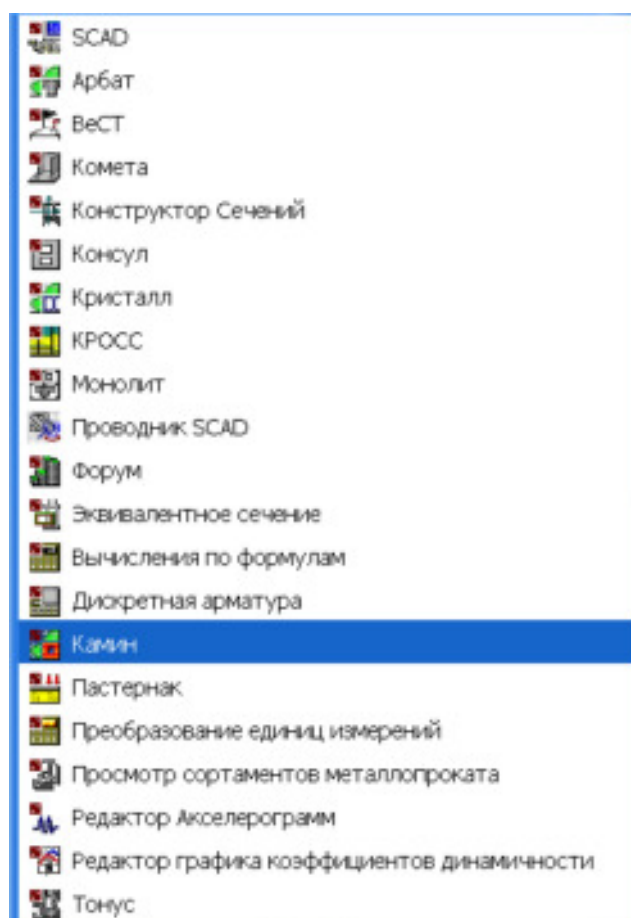 SCAD
Арбат
ВеСТ
Комета
Конструктор Сечений
Консул
Кристалл
КРОСС
Монолит
Проводник SCAD
Форум
Эквивалентное сечение
Вычисления по формулам
Дискретная арматура
Камин
Пастернак
Преобразование единиц измерений
Просмотр сортаментов металлопроката
Редактор Акселерограмм
Редактор графика коэффициентов динамичности
Тонус